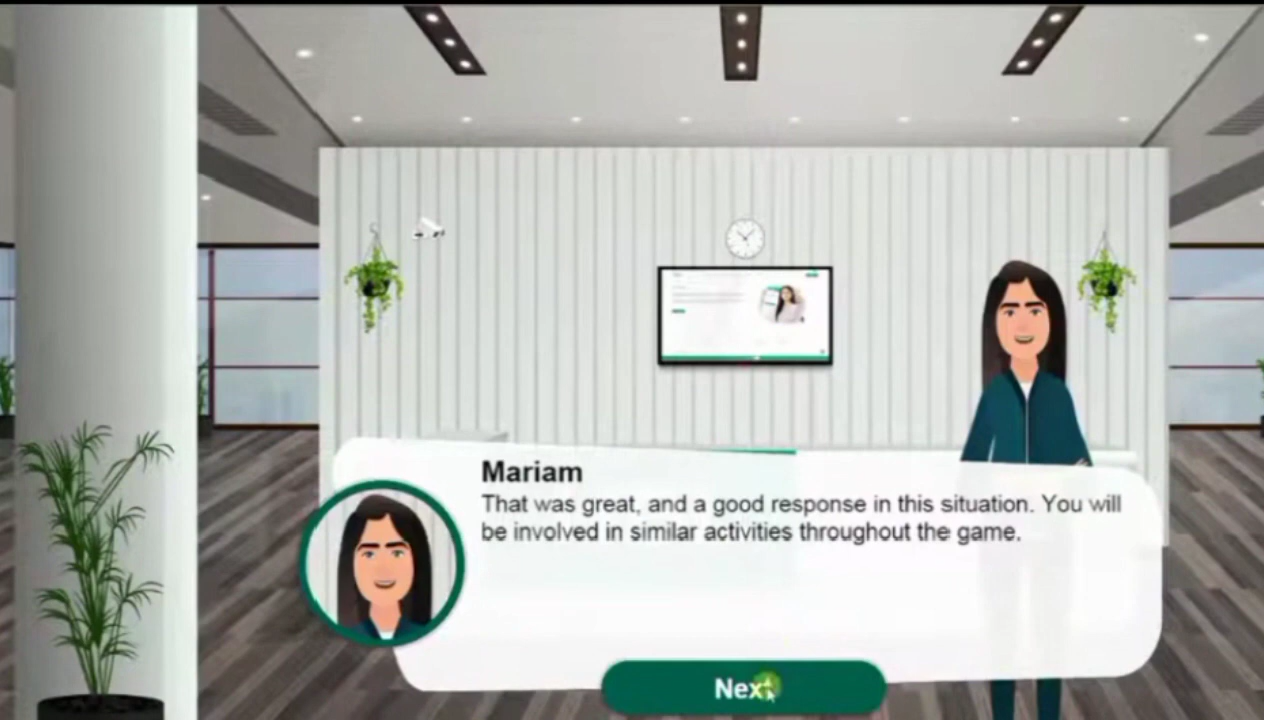 Mariam
That was great, and a good response in this situation. You will
be involved in similar activities throughout the game.
Next